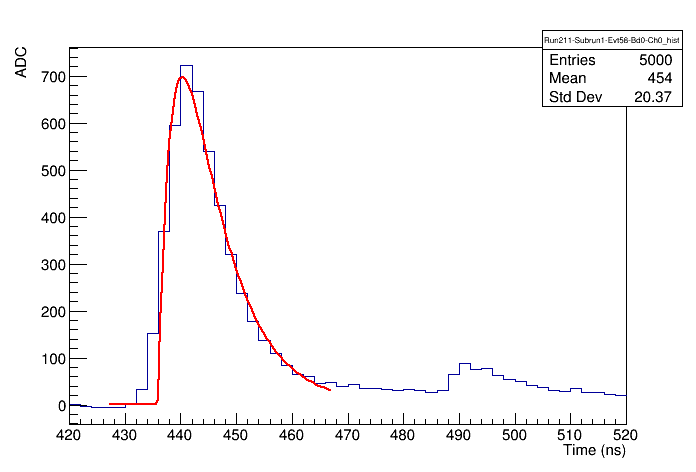 Run211-Subrun1-Evt56-Bd0-Ch0_hist
Entries 5000
Mean 454
Std Dev 20.37
ADC
700
600
500
400
300
200
100
0
420 430 440 450 460 470 480 490 500 510 520
Time (ns)